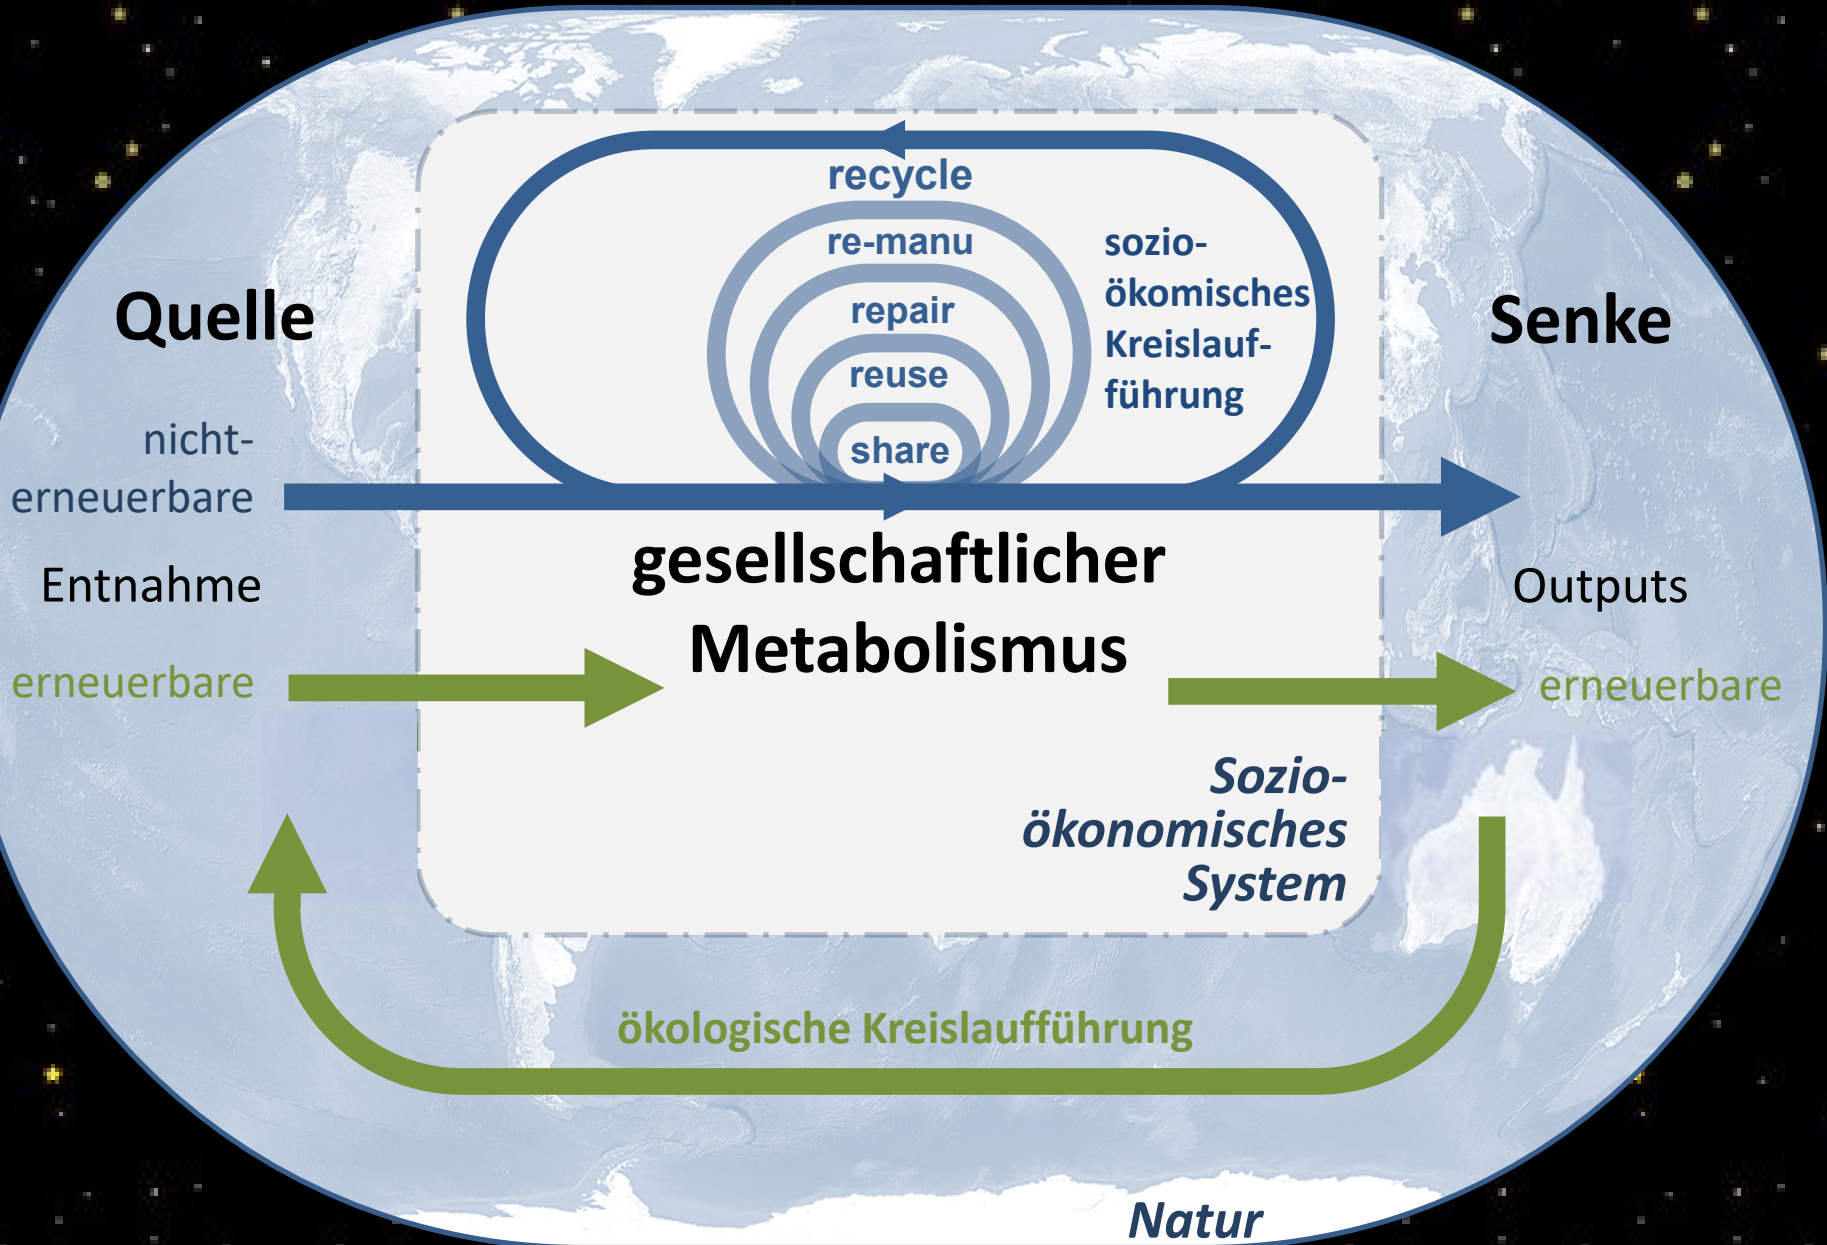 recycle
re-manu
repair
reuse
share
sozio-
ökomisches
Kreislauf-
führung
Quelle
Senke
nicht-
erneuerbare
Entnahme
erneuerbare
gesellschaftlicher
Metabolismus
Outputs
erneuerbare
Sozio-
ökonomisches
System
ökologische Kreislaufführung
Natur